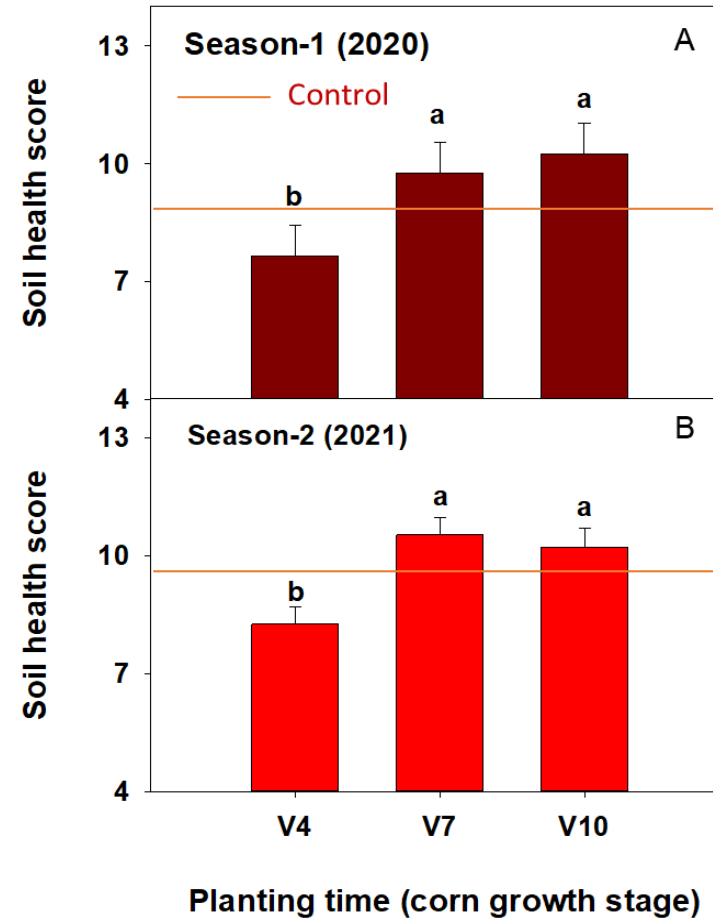 Season-1 (2020)
A
Control
13
10
7
4
a
a
b
Soil health score
Season-2 (2021)
B
13
10
7
4
a
a
b
Soil health score
V4 V7 V10
Planting time (corn growth stage)